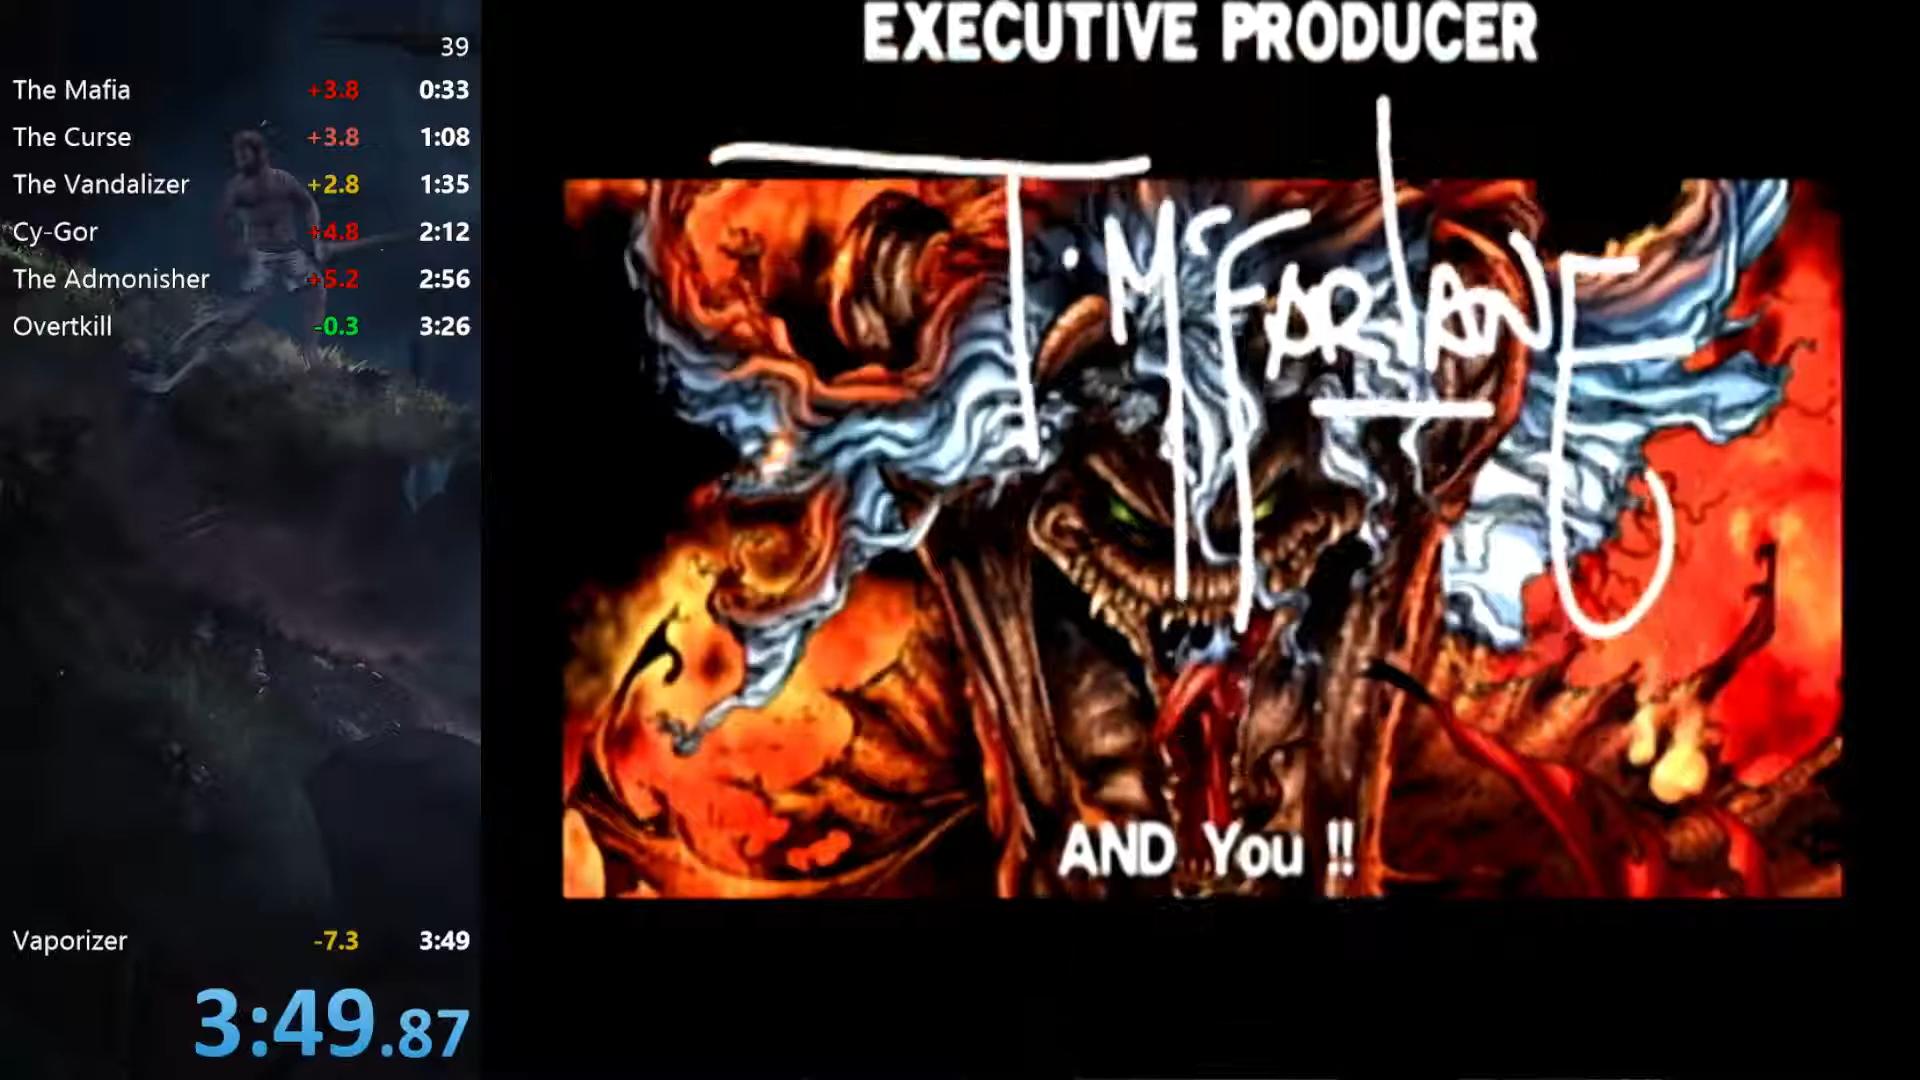 39
The Mafia +3.8 0:33
The Curse +3.8 1:08
The Vandalizer +2.8 1:35
Cy-Gor +4.8 2:12
The Admonisher +5.2 2:56
Overtkill -0.3 3:26
Vaporizer -7.3 3:49
3:49.87
EXECUTIVE PRODUCER
T. McFARLANE
AND You !!